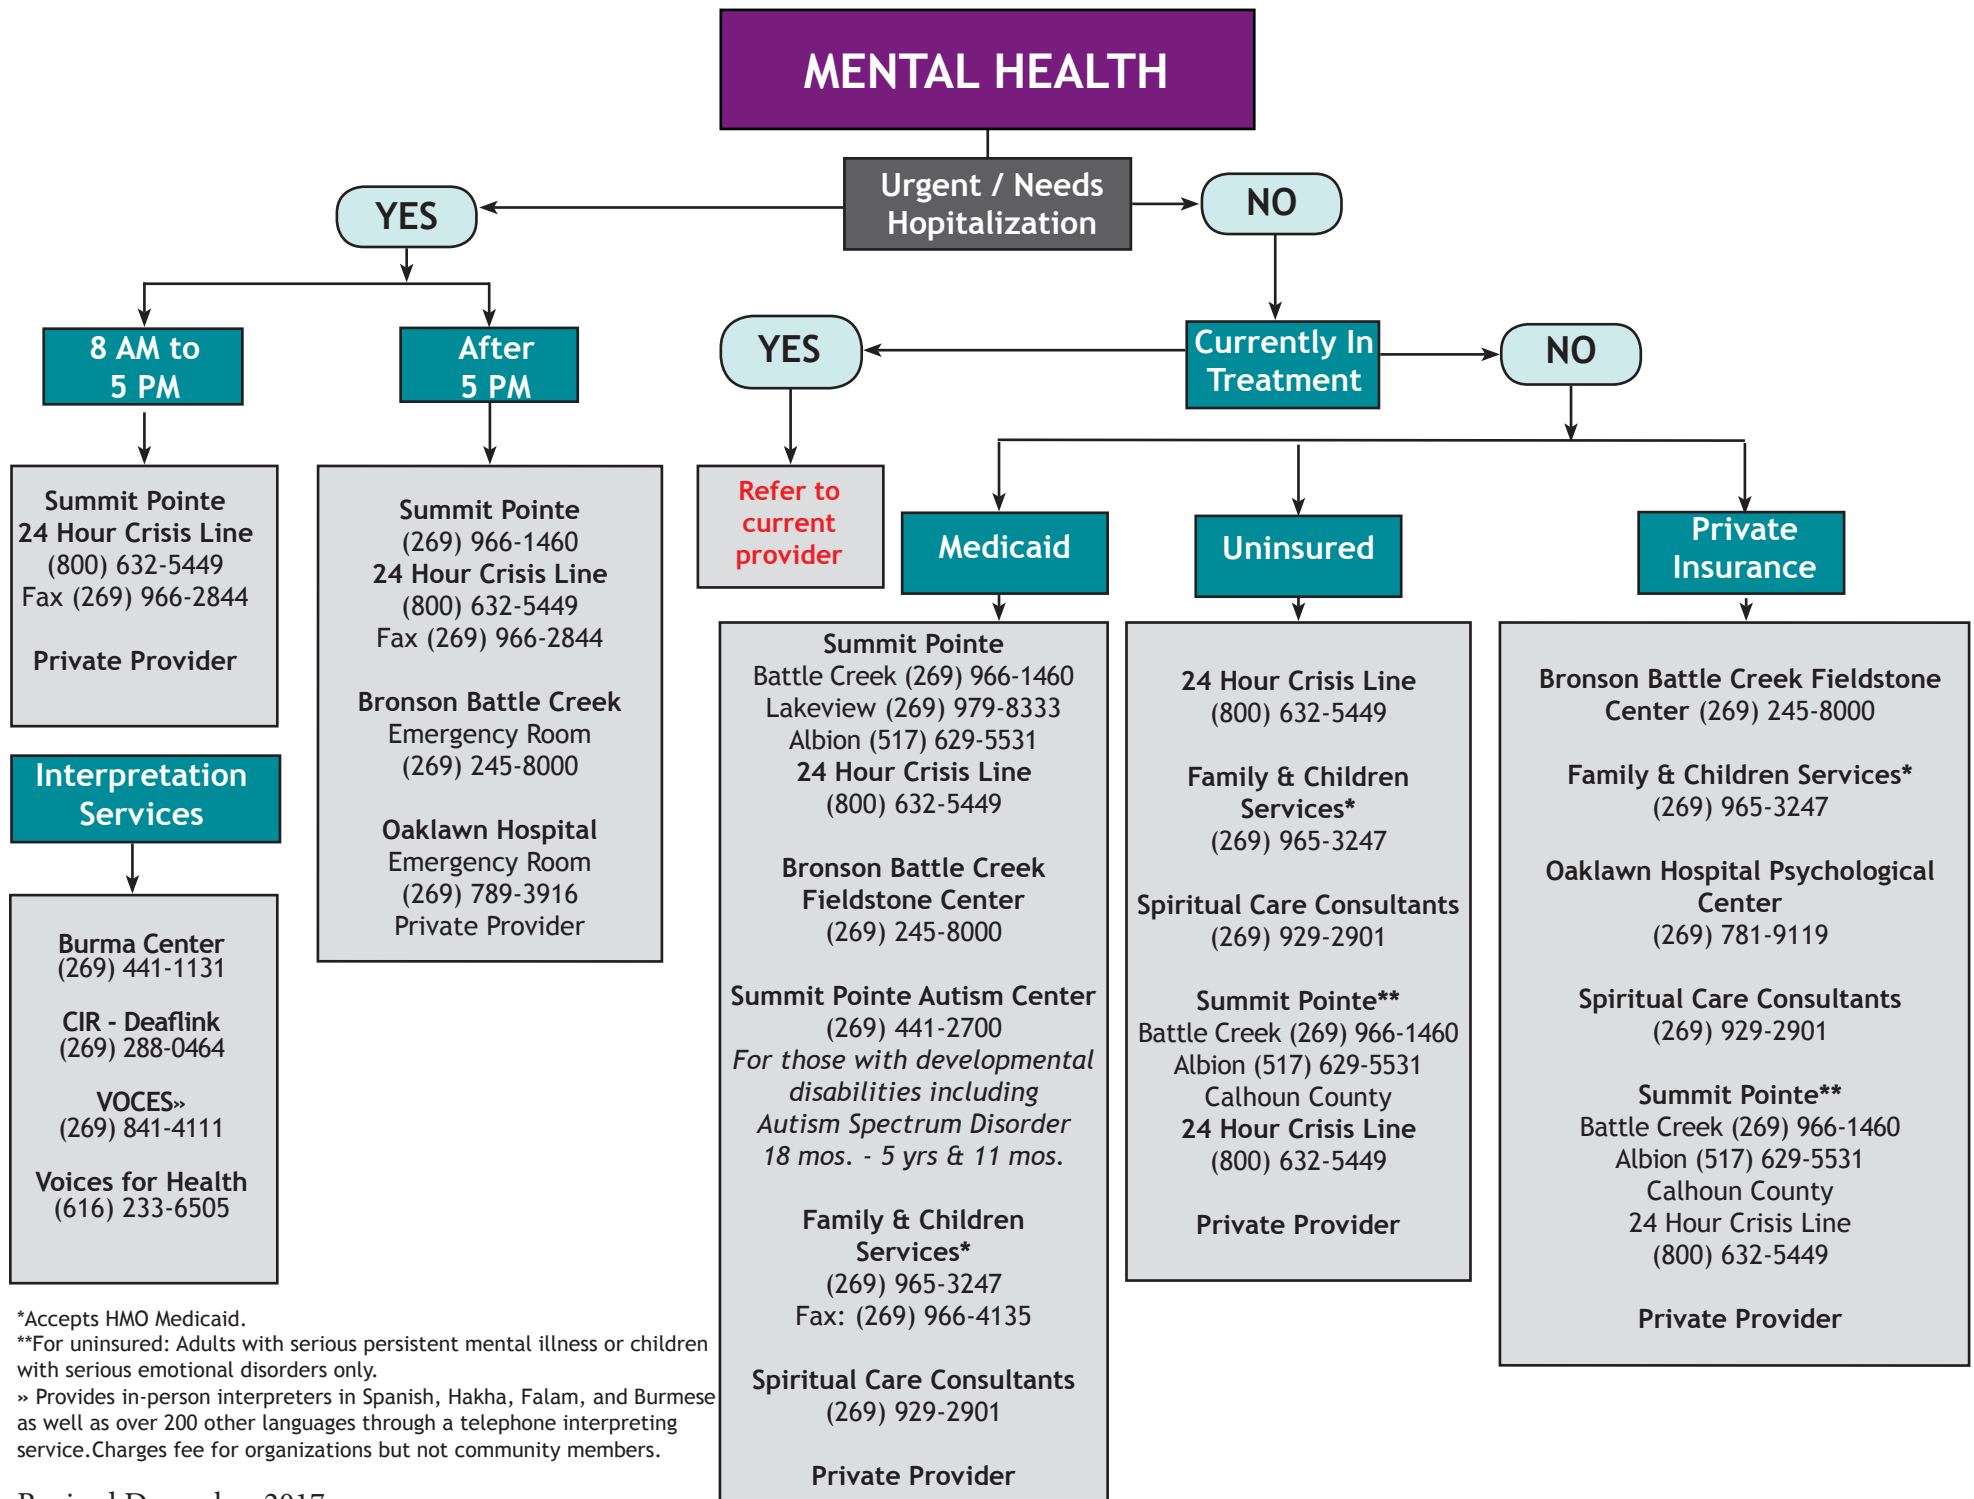 MENTAL HEALTH
Urgent / Needs
Hopitalization
YES
NO
8 AM to
5 PM
After
5 PM
YES
Currently In
Treatment
NO
Summit Pointe
24 Hour Crisis Line
(800) 632-5449
Fax (269) 966-2844
Private Provider
Summit Pointe
(269) 966-1460
24 Hour Crisis Line
(800) 632-5449
Fax (269) 966-2844
Bronson Battle Creek
Emergency Room
(269) 245-8000
Oaklawn Hospital
Emergency Room
(269) 789-3916
Private Provider
Refer to
current
provider
Medicaid
Uninsured
Private
Insurance
Summit Pointe
Battle Creek (269) 966-1460
Lakeview (269) 979-8333
Albion (517) 629-5531
24 Hour Crisis Line
(800) 632-5449
Bronson Battle Creek
Fieldstone Center
(269) 245-8000
Summit Pointe Autism Center
(269) 441-2700
For those with developmental
disabilities including
Autism Spectrum Disorder
18 mos. - 5 yrs & 11 mos.
Family & Children
Services*
(269) 965-3247
Fax: (269) 966-4135
Spiritual Care Consultants
(269) 929-2901
Private Provider
24 Hour Crisis Line
(800) 632-5449
Family & Children
Services*
(269) 965-3247
Spiritual Care Consultants
(269) 929-2901
Summit Pointe**
Battle Creek (269) 966-1460
Albion (517) 629-5531
Calhoun County
24 Hour Crisis Line
(800) 632-5449
Private Provider
Bronson Battle Creek Fieldstone
Center (269) 245-8000
Family & Children Services*
(269) 965-3247
Oaklawn Hospital Psychological
Center
(269) 781-9119
Spiritual Care Consultants
(269) 929-2901
Summit Pointe**
Battle Creek (269) 966-1460
Albion (517) 629-5531
Calhoun County
24 Hour Crisis Line
(800) 632-5449
Private Provider
Interpretation
Services
Burma Center
(269) 441-1131
CIR - Deaflink
(269) 288-0464
VOCES»
(269) 841-4111
Voices for Health
(616) 233-6505
*Accepts HMO Medicaid.
**For uninsured: Adults with serious persistent mental illness or children
with serious emotional disorders only.
» Provides in-person interpreters in Spanish, Hakha, Falam, and Burmese
as well as over 200 other languages through a telephone interpreting
service.Charges fee for organizations but not community members.
Revised December 2017